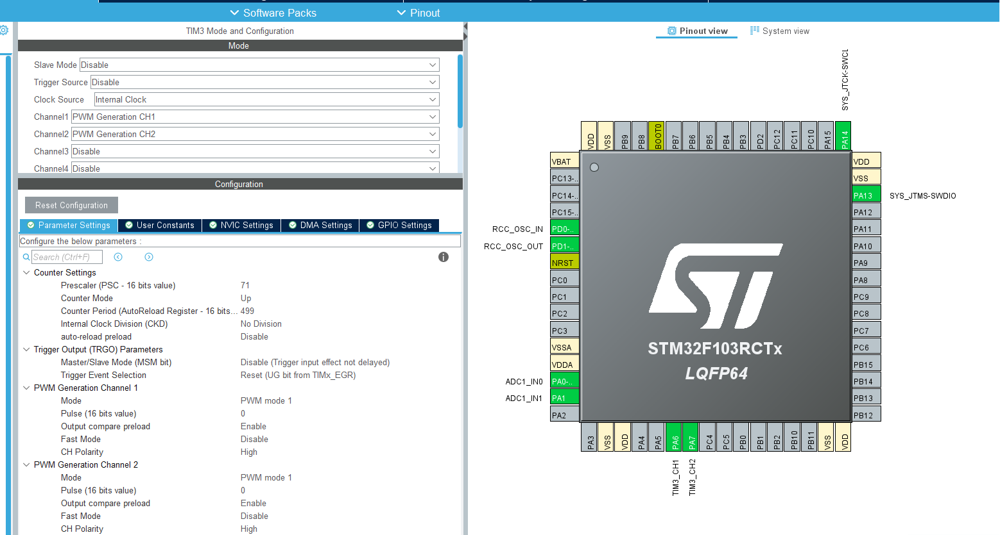 Software Packs
Pinout
TIM3 Mode and Configuration
Mode
Slave Mode Disable
Trigger Source Disable
Clock Source Internal Clock
Channel1 PWM Generation CH1
Channel2 PWM Generation CH2
Channel3 Disable
Channel4 Disable
Configuration
Reset Configuration
Parameter Settings
User Constants
NVIC Settings
DMA Settings
GPIO Settings
Configure the below parameters :
Search (Ctrl+F)
Counter Settings
Prescaler (PSC - 16 bits value) 71
Counter Mode Up
Counter Period (AutoReload Register - 16 bits... 499
Internal Clock Division (CKD) No Division
auto-reload preload Disable
Trigger Output (TRGO) Parameters
Master/Slave Mode (MSM bit) Disable (Trigger input effect not delayed)
Trigger Event Selection Reset (UG bit from TIMx_EGR)
PWM Generation Channel 1
Mode PWM mode 1
Pulse (16 bits value) 0
Output compare preload Enable
Fast Mode Disable
CH Polarity High
PWM Generation Channel 2
Mode PWM mode 1
Pulse (16 bits value) 0
Output compare preload Enable
Fast Mode Disable
CH Polarity High
Pinout view
System view
SYS_JTCK-SWCL
VDD
VSS
PB9
PB8
BOOT0
PB7
PB6
PB5
PB4
PB3
PD2
PC12
PC11
PC10
PA15
PA14
VBAT
PC13-..
PC14-..
PC15-..
RCC_OSC_IN PD0-..
RCC_OSC_OUT PD1-..
NRST
PC0
PC1
PC2
PC3
VSSA
VDDA
ADC1_IN0 PA0-..
ADC1_IN1 PA1
PA2
ST
STM32F103RCTx
LQFP64
VDD
VSS
PA13 SYS_JTMS-SWDIO
PA12
PA11
PA10
PA9
PA8
PC9
PC8
PC7
PC6
PB15
PB14
PB13
PB12
PA3
VSS
VDD
PA4
PA5
PA6
PA7
PC4
PC5
PB0
PB1
PB2
PB10
PB11
VSS
VDD
TIM3_CH1
TIM3_CH2